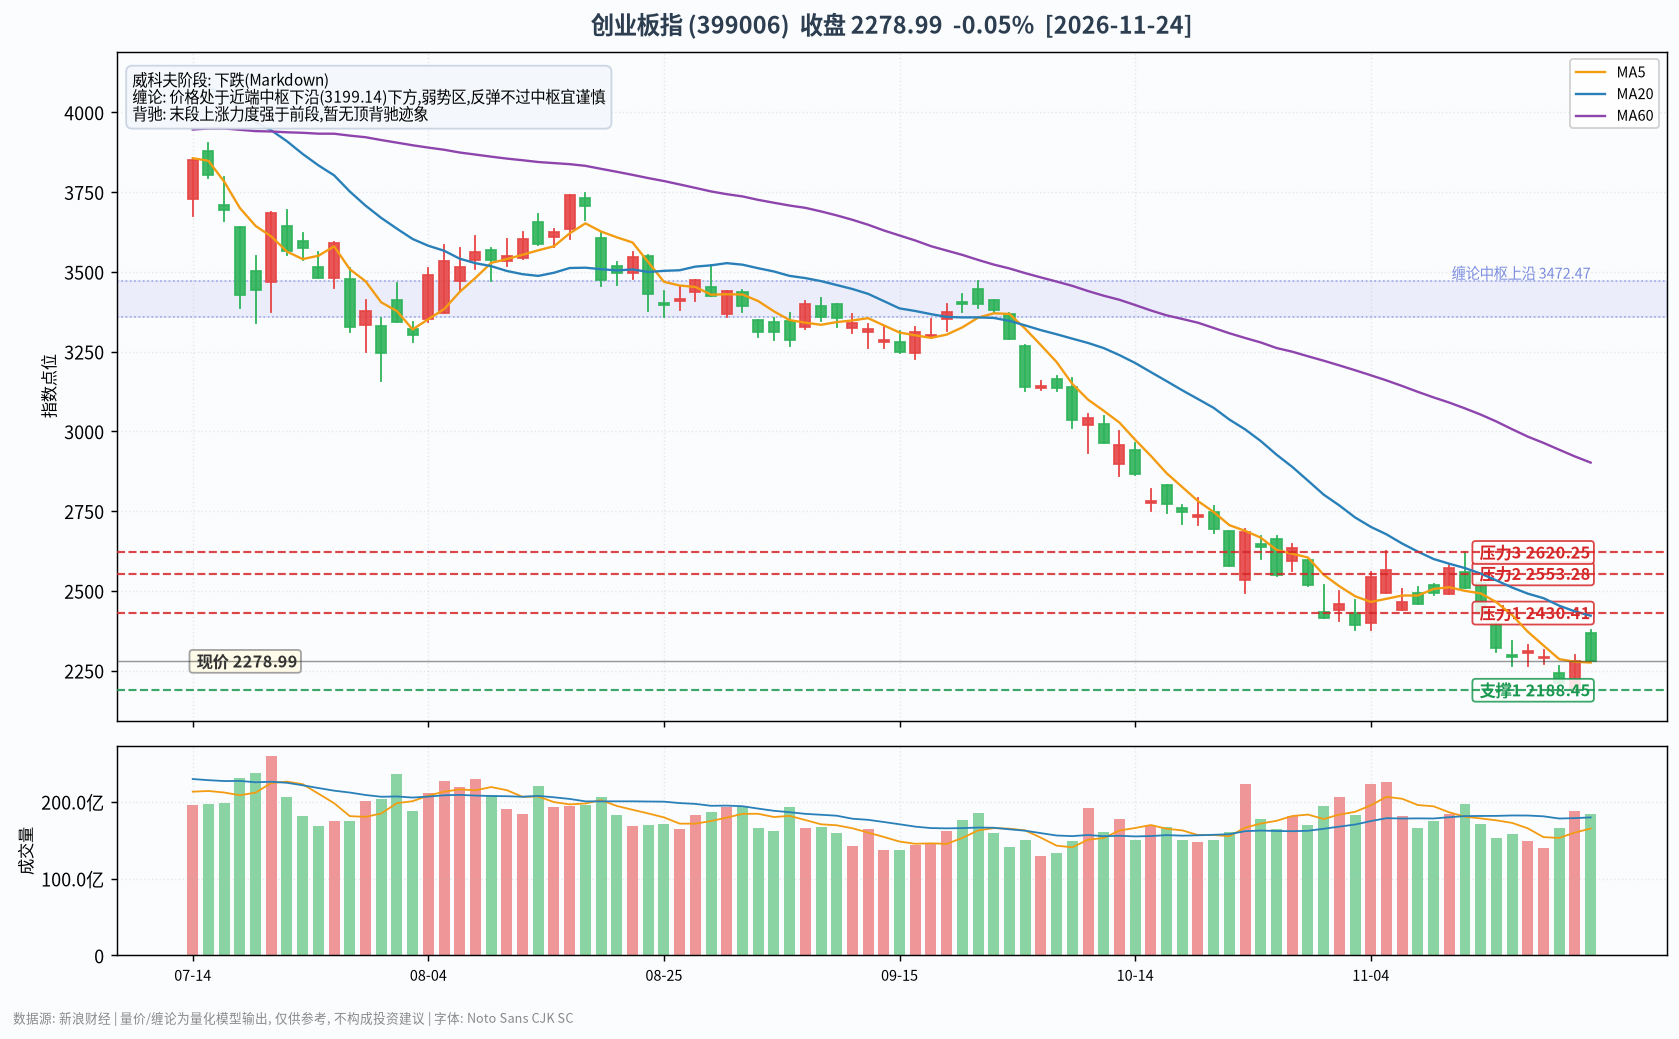 创业板指 (399006)  收盘 2278.99  -0.05%  [2026-11-24]
威科夫阶段: 下跌(Markdown)
缠论: 价格处于近端中枢下沿(3199.14)下方,弱势区,反弹不过中枢宜谨慎
背驰: 末段上涨力度强于前段,暂无顶背驰迹象
MA5
MA20
MA60
指数点位
4000
3750
3500
3250
3000
2750
2500
2250
缠论中枢上沿 3472.47
压力3 2620.25
压力2 2553.28
压力1 2430.41
现价 2278.99
支撑1 2188.45
成交量
200.0亿
100.0亿
0
07-14
08-04
08-25
09-15
10-14
11-04
数据源: 新浪财经 | 量价/缠论为量化模型输出, 仅供参考, 不构成投资建议 | 字体: Noto Sans CJK SC